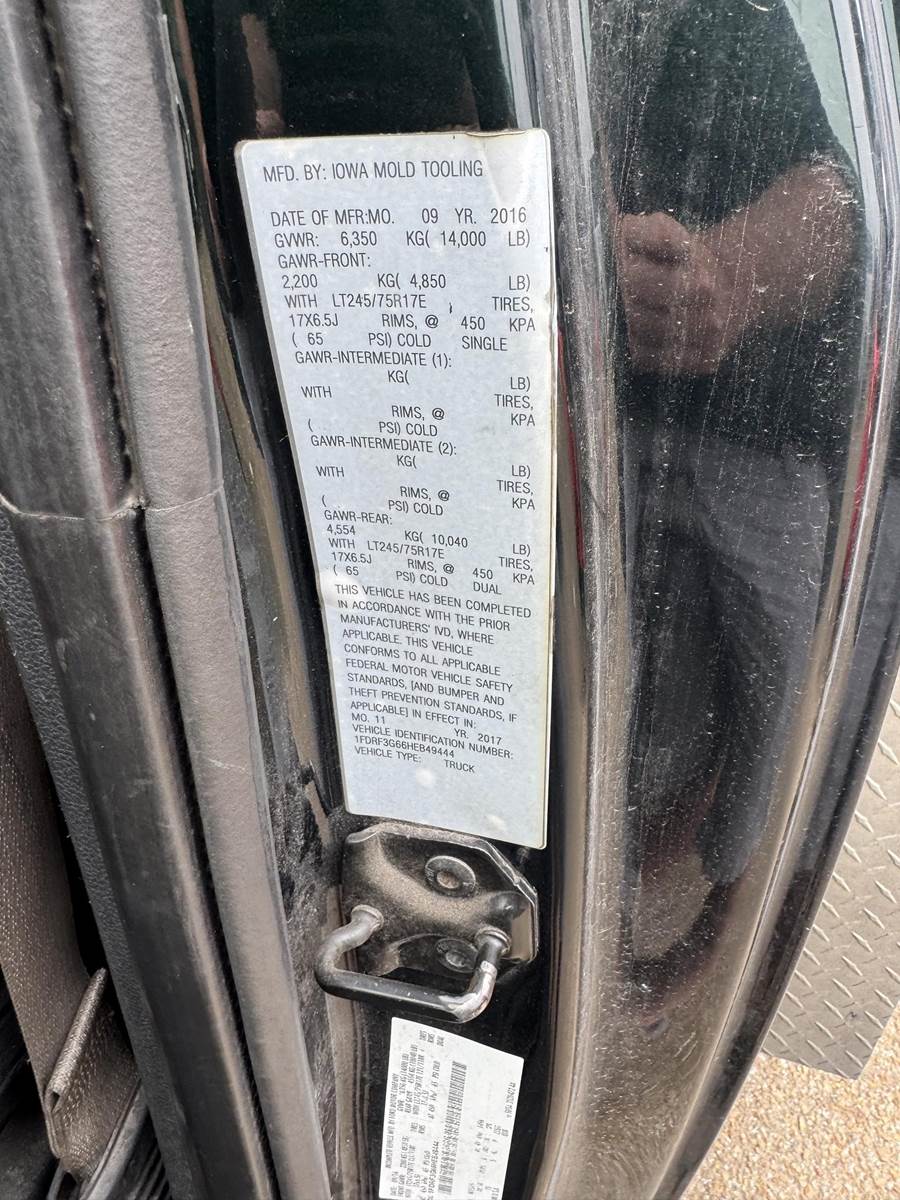 MFD. BY: IOWA MOLD TOOLING
DATE OF MFR:MO. 09 YR. 2016
GVWR: 6,350 KG( 14,000 LB)
GAWR-FRONT:
2,200 KG( 4,850 LB)
WITH LT245/75R17E , TIRES,
17X6.5J RIMS, @ 450 KPA
( 65 PSI) COLD SINGLE
GAWR-INTERMEDIATE (1):
KG( LB)
WITH TIRES,
RIMS, @ KPA
( PSI) COLD
GAWR-INTERMEDIATE (2):
KG( LB)
WITH TIRES,
RIMS, @ KPA
( PSI) COLD
GAWR-REAR:
4,554 KG( 10,040 LB)
WITH LT245/75R17E TIRES,
17X6.5J RIMS, @ 450 KPA
( 65 PSI) COLD DUAL
THIS VEHICLE HAS BEEN COMPLETED
IN ACCORDANCE WITH THE PRIOR
MANUFACTURERS' IVD, WHERE
APPLICABLE, THIS VEHICLE
CONFORMS TO ALL APPLICABLE
FEDERAL MOTOR VEHICLE SAFETY
STANDARDS, [AND BUMPER AND
THEFT PREVENTION STANDARDS, IF
APPLICABLE] IN EFFECT IN:
MO. 11 YR. 2017
VEHICLE IDENTIFICATION NUMBER:
1FDRF3G66HEB49444
VEHICLE TYPE: TRUCK